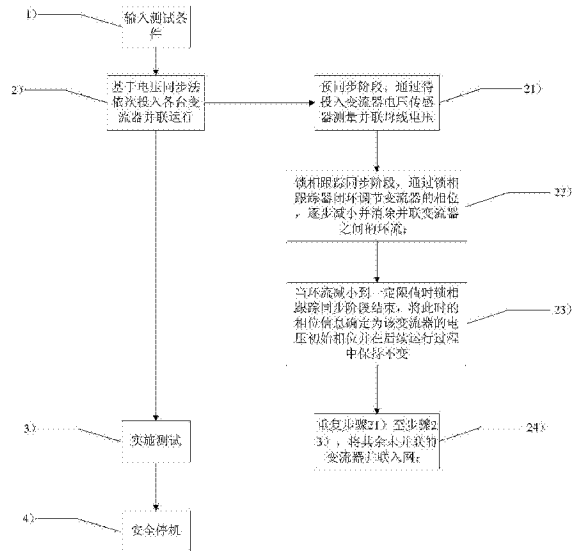 1)
输入测试条
件
2)
基于电压同步法
依次投入各台变
流器并联运行
21)
预同步阶段，通过待
投入变流器电压传感
器测量并联母线电压
22)
锁相跟踪同步阶段，通过锁相
跟踪器闭环调节变流器的相位
，逐步减小并消除并联变流器
之间的环流；
23)
当环流减小到一定限值时锁相
跟踪同步阶段结束，将此时的
相位信息确定为该变流器的电
压初始相位并在后续运行过程
中保持不变
24)
重复步骤21）至步骤2
3），将其余未并联的
变流器并联入网；
3)
实施测试
4)
安全停机